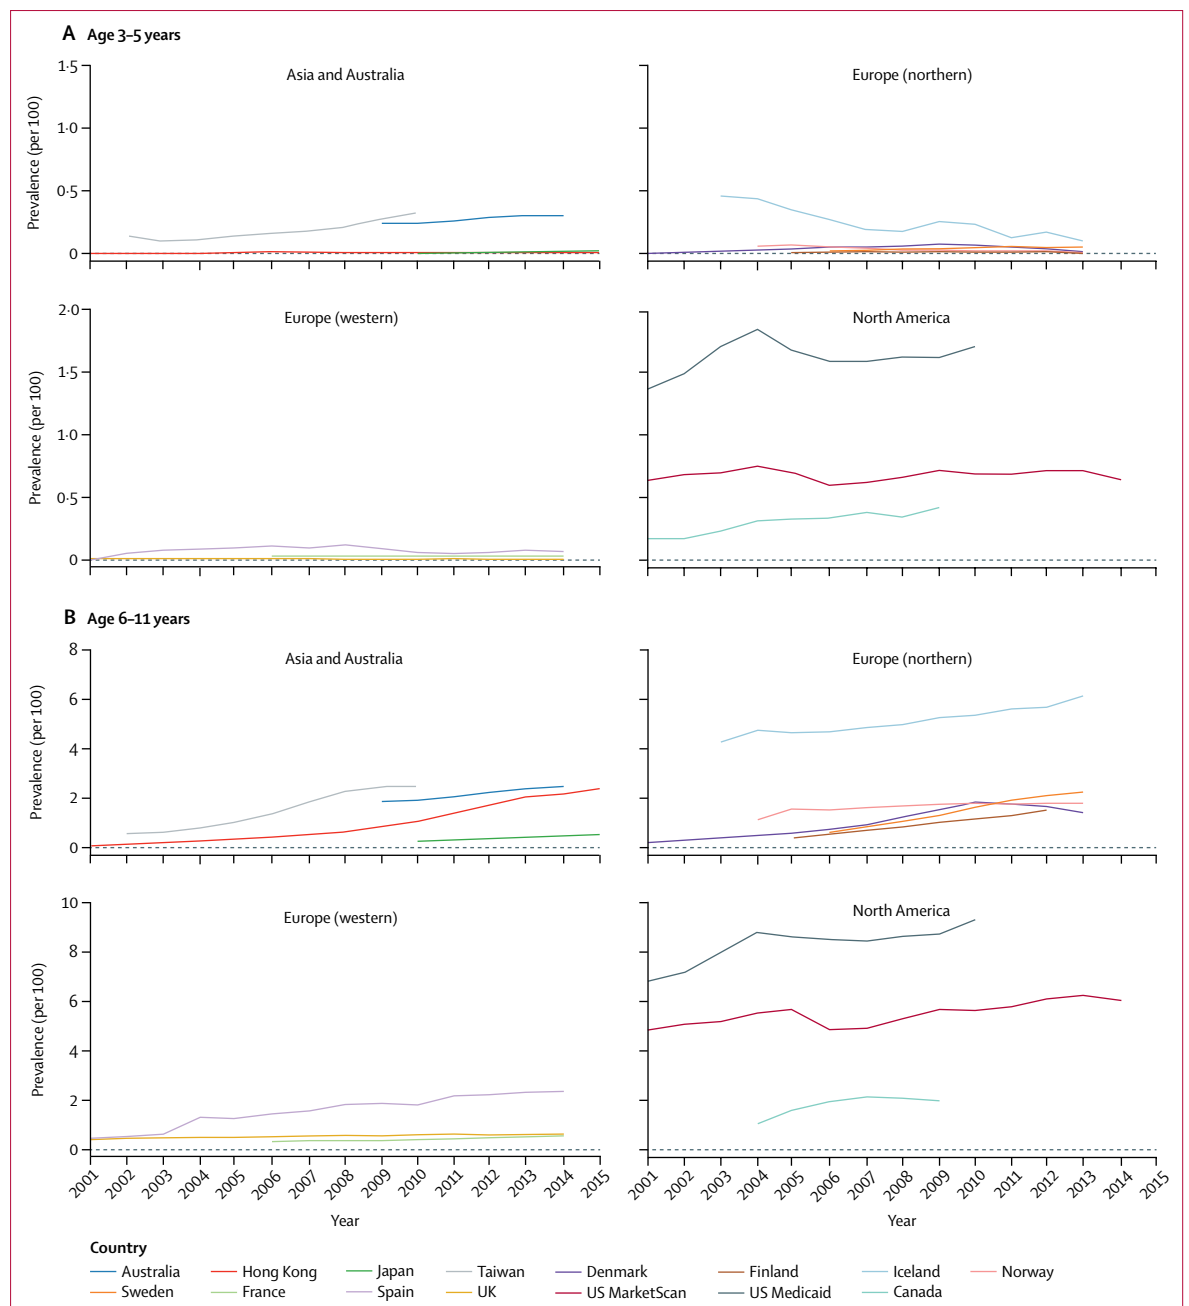 A Age 3–5 years
Asia and Australia
Prevalence (per 100)
1·5
1·0
0·5
0
Europe (northern)
Europe (western)
Prevalence (per 100)
2·0
1·5
1·0
0·5
0
North America
B Age 6–11 years
Asia and Australia
Prevalence (per 100)
8
6
4
2
0
Europe (northern)
Europe (western)
Prevalence (per 100)
10
8
6
4
2
0
2001 2002 2003 2004 2005 2006 2007 2008 2009 2010 2011 2012 2013 2014 2015
Year
North America
2001 2002 2003 2004 2005 2006 2007 2008 2009 2010 2011 2012 2013 2014 2015
Year
Country
Australia Hong Kong Japan Taiwan Denmark Finland Iceland Norway
Sweden France Spain UK US MarketScan US Medicaid Canada